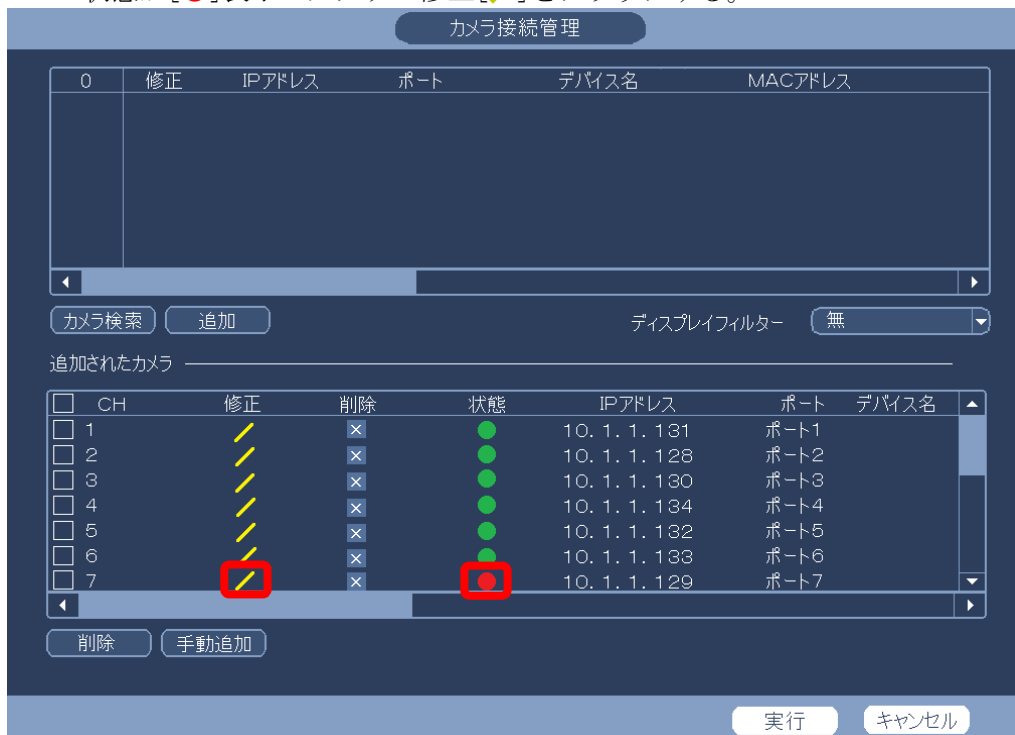 カメラ接続管理
0 修正 IPアドレス ポート デバイス名 MACアドレス
カメラ検索 追加 ディスプレイフィルター 無
追加されたカメラ
CH 修正 削除 状態 IPアドレス ポート デバイス名
1 10.1.1.131 ポート1
2 10.1.1.128 ポート2
3 10.1.1.130 ポート3
4 10.1.1.134 ポート4
5 10.1.1.132 ポート5
6 10.1.1.133 ポート6
7 10.1.1.129 ポート7
削除 手動追加
実行 キャンセル